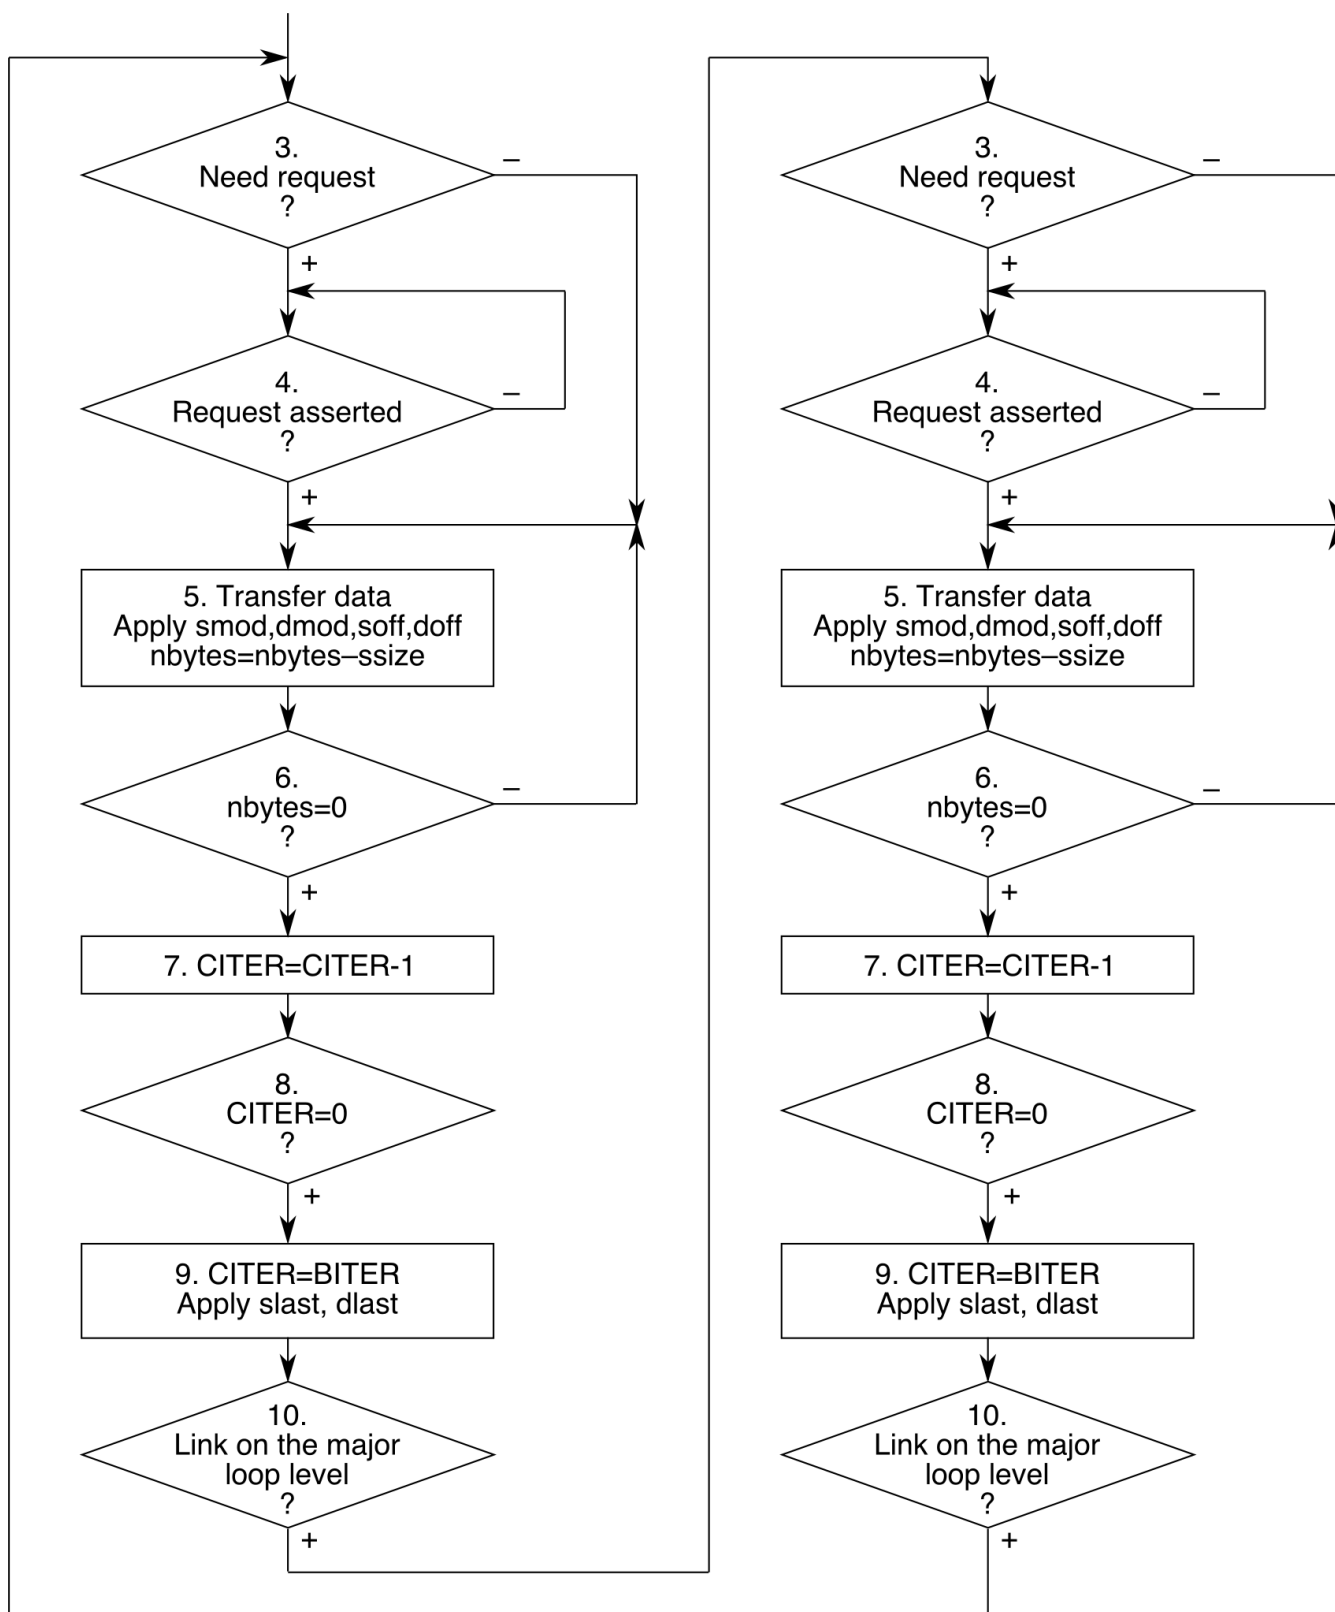 3.
Need request
?
–
+
4.
Request asserted
?
–
+
5. Transfer data
Apply smod,dmod,soff,doff
nbytes=nbytes–ssize
6.
nbytes=0
?
–
+
7. CITER=CITER-1
8.
CITER=0
?
+
9. CITER=BITER
Apply slast, dlast
10.
Link on the major
loop level
?
+
3.
Need request
?
–
+
4.
Request asserted
?
–
+
5. Transfer data
Apply smod,dmod,soff,doff
nbytes=nbytes–ssize
6.
nbytes=0
?
–
+
7. CITER=CITER-1
8.
CITER=0
?
+
9. CITER=BITER
Apply slast, dlast
10.
Link on the major
loop level
?
+